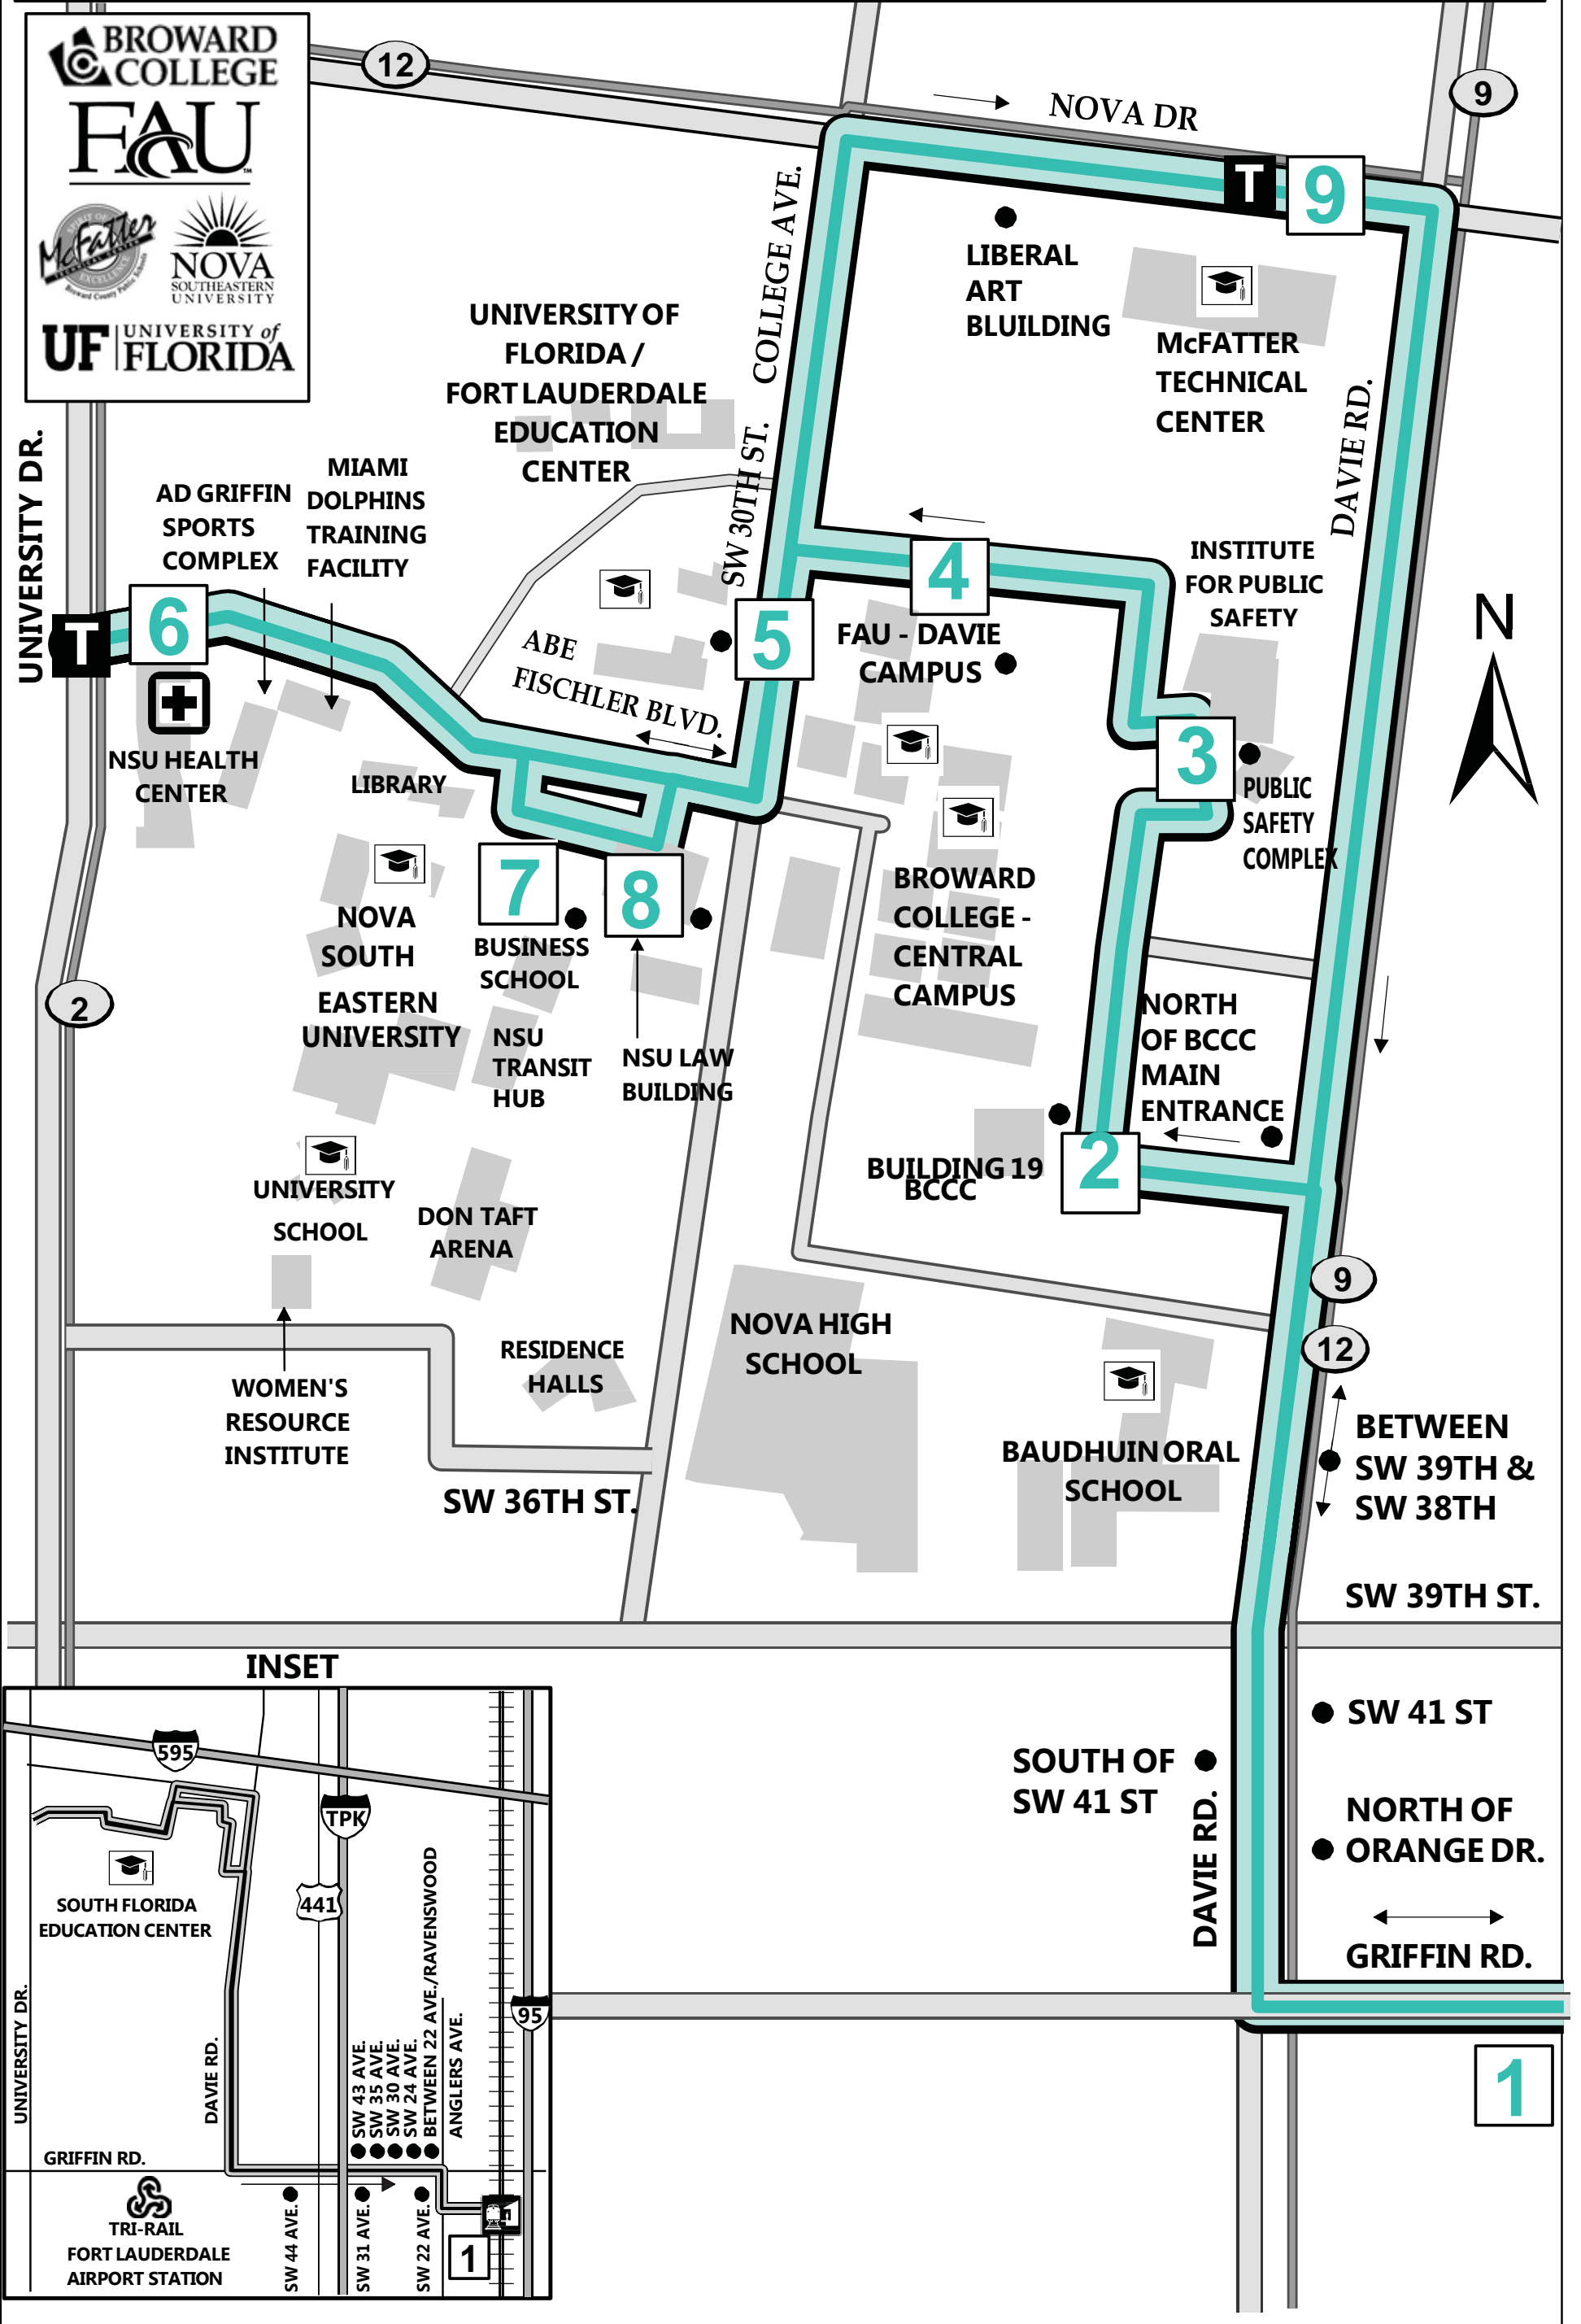 BROWARD
COLLEGE
FAU
McFatter
TECHNICAL CENTER
SPIRIT OF
EXCELLENCE
Broward County Public Schools
NOVA
SOUTHEASTERN
UNIVERSITY
UF UNIVERSITY of
FLORIDA
12
9
NOVA DR
T
9
COLLEGE AVE.
LIBERAL
ART
BLUILDING
McFATTER
TECHNICAL
CENTER
UNIVERSITY OF
FLORIDA /
FORT LAUDERDALE
EDUCATION
CENTER
SW 30TH ST.
DAVIE RD.
UNIVERSITY DR.
AD GRIFFIN
SPORTS
COMPLEX
MIAMI
DOLPHINS
TRAINING
FACILITY
INSTITUTE
FOR PUBLIC
SAFETY
4
N
T
6
5
FAU - DAVIE
CAMPUS
ABE
FISCHLER BLVD.
3
PUBLIC
SAFETY
COMPLEX
NSU HEALTH
CENTER
LIBRARY
7
8
BROWARD
COLLEGE -
CENTRAL
CAMPUS
NOVA
SOUTH
EASTERN
UNIVERSITY
BUSINESS
SCHOOL
2
NSU
TRANSIT
HUB
NSU LAW
BUILDING
NORTH
OF BCCC
MAIN
ENTRANCE
2
BUILDING 19
BCCC
UNIVERSITY
SCHOOL
DON TAFT
ARENA
9
12
NOVA HIGH
SCHOOL
RESIDENCE
HALLS
WOMEN'S
RESOURCE
INSTITUTE
BAUDHUIN ORAL
SCHOOL
BETWEEN
SW 39TH &
SW 38TH
SW 36TH ST.
SW 39TH ST.
INSET
SW 41 ST
SOUTH OF
SW 41 ST
DAVIE RD.
NORTH OF
ORANGE DR.
GRIFFIN RD.
1
595
TPK
441
95
SOUTH FLORIDA
EDUCATION CENTER
UNIVERSITY DR.
DAVIE RD.
SW 43 AVE.
SW 35 AVE.
SW 30 AVE.
SW 24 AVE.
BETWEEN 22 AVE./RAVENSWOOD
ANGLERS AVE.
GRIFFIN RD.
TRI-RAIL
FORT LAUDERDALE
AIRPORT STATION
SW 44 AVE.
SW 31 AVE.
SW 22 AVE.
1